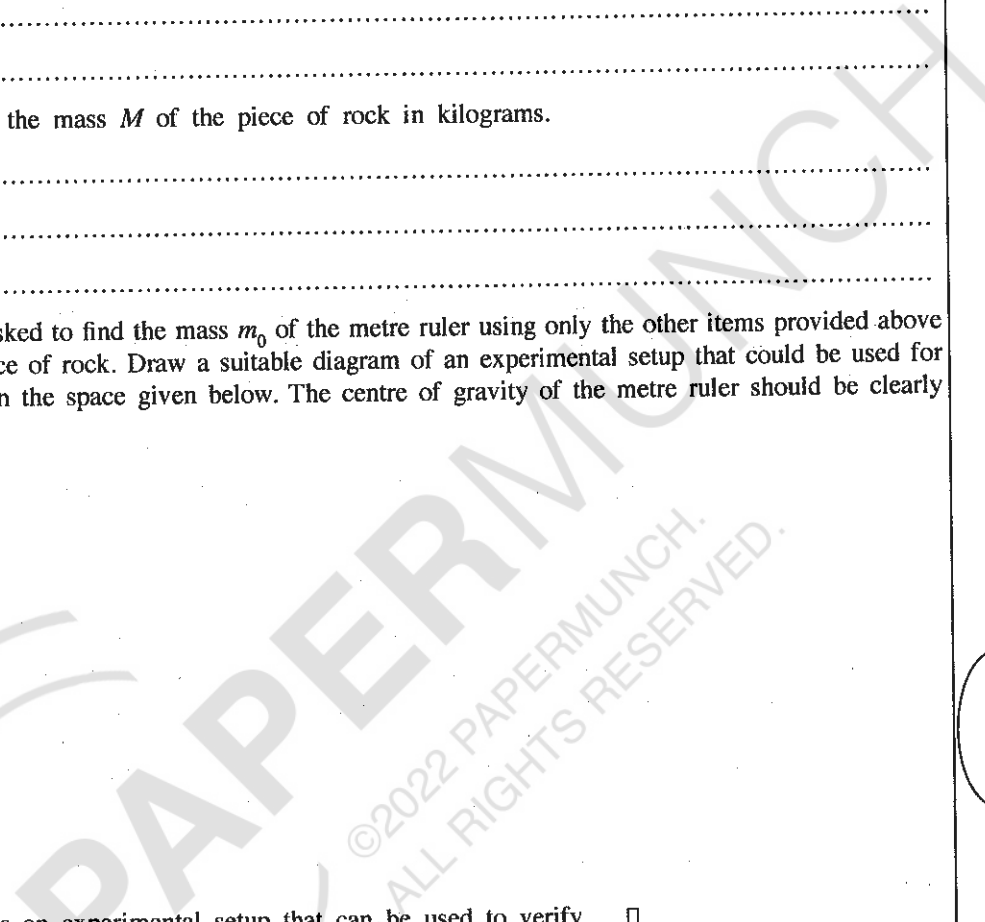 the mass M of the piece of rock in kilograms.
sked to find the mass m₀ of the metre ruler using only the other items provided above
ce of rock. Draw a suitable diagram of an experimental setup that could be used for
n the space given below. The centre of gravity of the metre ruler should be clearly
PAPERMUNCH
©2022 PAPERMUNCH.
ALL RIGHTS RESERVED.
s an experimental setup that can be used to verify